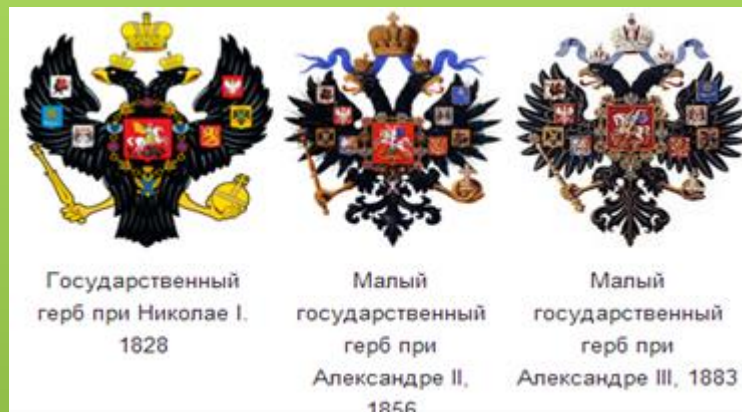 Государственный
герб при Николае I.
1828
Малый
государственный
герб при
Александре II,
1856
Малый
государственный
герб при
Александре III, 1883